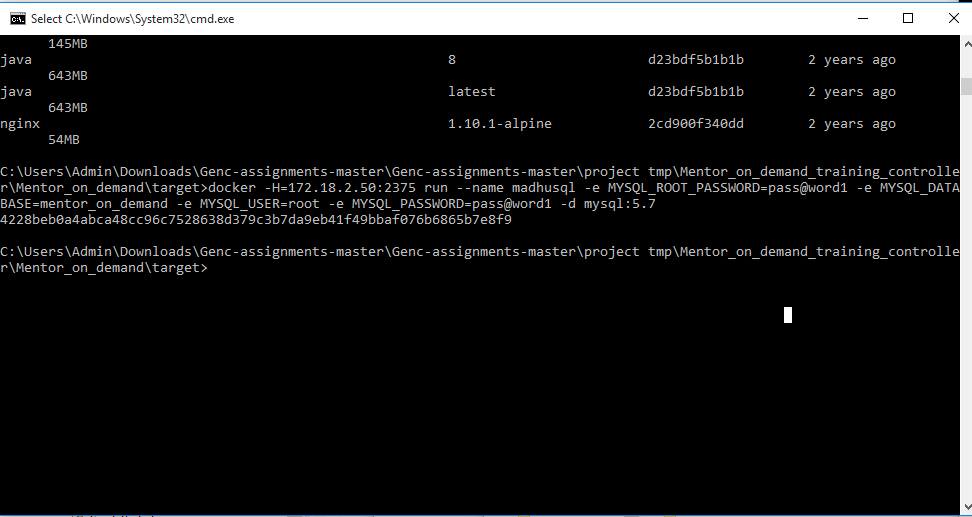 Select C:\Windows\System32\cmd.exe
145MB
java 8 d23bdf5b1b1b 2 years ago
643MB
java latest d23bdf5b1b1b 2 years ago
643MB
nginx 1.10.1-alpine 2cd900f340dd 2 years ago
54MB
C:\Users\Admin\Downloads\Genc-assignments-master\Genc-assignments-master\project tmp\Mentor_on_demand_training_controlle
r\Mentor_on_demand\target>docker -H=172.18.2.50:2375 run --name madhusql -e MYSQL_ROOT_PASSWORD=pass@word1 -e MYSQL_DATA
BASE=mentor_on_demand -e MYSQL_USER=root -e MYSQL_PASSWORD=pass@word1 -d mysql:5.7
4228beb0a4abca48cc96c7528638d379c3b7da9eb41f49bbaf076b6865b7e8f9
C:\Users\Admin\Downloads\Genc-assignments-master\Genc-assignments-master\project tmp\Mentor_on_demand_training_controlle
r\Mentor_on_demand\target>